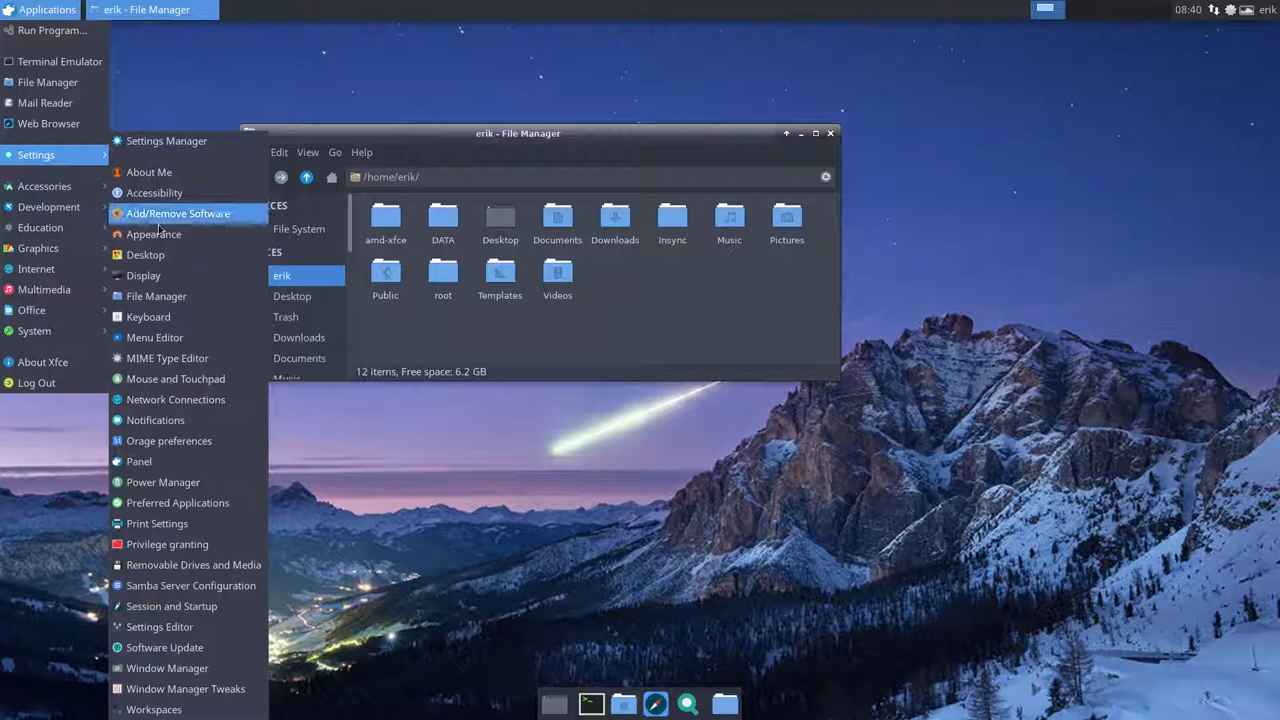 Applications
erik - File Manager
08:40
erik
Run Program...
Terminal Emulator
File Manager
Mail Reader
Web Browser
Settings
Accessories
Development
Education
Graphics
Internet
Multimedia
Office
System
About Xfce
Log Out
Settings Manager
About Me
Accessibility
Add/Remove Software
Appearance
Desktop
Display
File Manager
Keyboard
Menu Editor
MIME Type Editor
Mouse and Touchpad
Network Connections
Notifications
Orage preferences
Panel
Power Manager
Preferred Applications
Print Settings
Privilege granting
Removable Drives and Media
Samba Server Configuration
Session and Startup
Settings Editor
Software Update
Window Manager
Window Manager Tweaks
Workspaces
erik - File Manager
Edit View Go Help
/home/erik/
CES
File System
CES
erik
Desktop
Trash
Downloads
Documents
Music
amd-xfce DATA Desktop Documents Downloads Insync Music Pictures
Public root Templates Videos
12 items, Free space: 6.2 GB